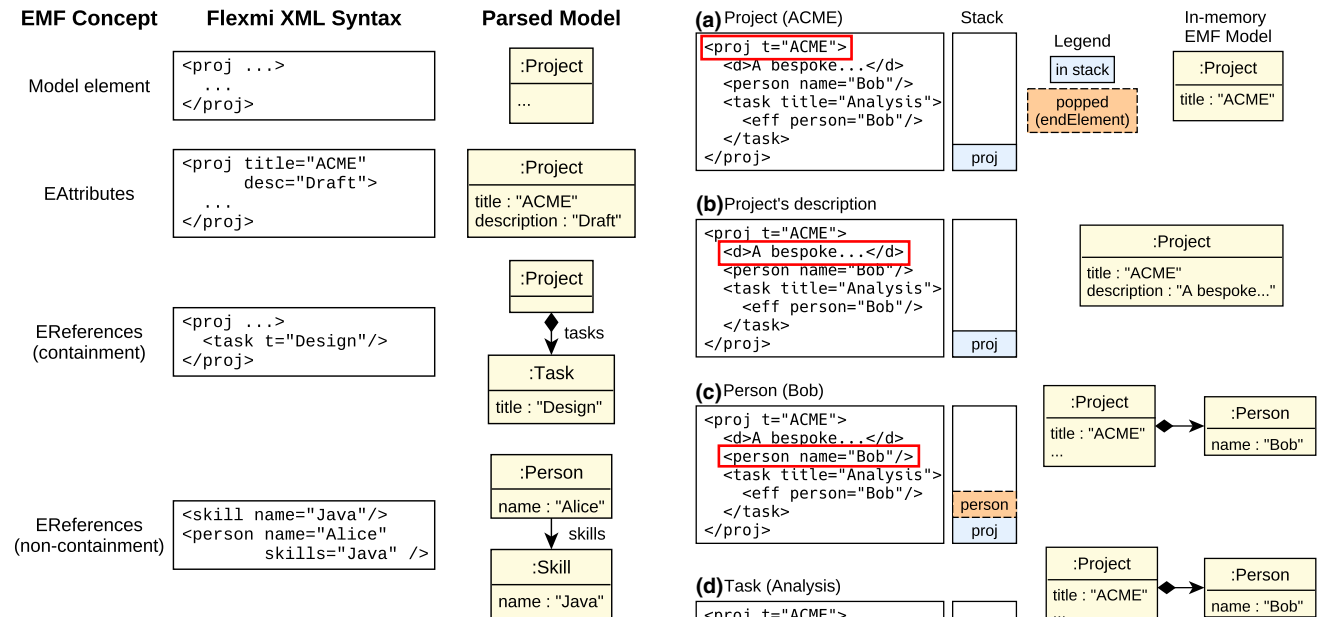 EMF Concept
Flexmi XML Syntax
Parsed Model
Model element
<proj ...>
...
</proj>
:Project
...
EAttributes
<proj title="ACME"
desc="Draft">
...
</proj>
:Project
title : "ACME"
description : "Draft"
EReferences
(containment)
<proj ...>
<task t="Design"/>
</proj>
:Project
tasks
:Task
title : "Design"
EReferences
(non-containment)
<skill name="Java"/>
<person name="Alice"
skills="Java" />
:Person
name : "Alice"
skills
:Skill
name : "Java"
(a) Project (ACME)
Stack
Legend
in stack
popped
(endElement)
In-memory
EMF Model
<proj t="ACME">
<d>A bespoke...</d>
<person name="Bob"/>
<task title="Analysis">
<eff person="Bob"/>
</task>
</proj>
proj
:Project
title : "ACME"
(b) Project's description
<proj t="ACME">
<d>A bespoke...</d>
<person name="Bob"/>
<task title="Analysis">
<eff person="Bob"/>
</task>
</proj>
proj
:Project
title : "ACME"
description : "A bespoke..."
(c) Person (Bob)
<proj t="ACME">
<d>A bespoke...</d>
<person name="Bob"/>
<task title="Analysis">
<eff person="Bob"/>
</task>
</proj>
person
proj
:Project
title : "ACME"
...
:Person
name : "Bob"
(d) Task (Analysis)
<proj t="ACME">
:Project
title : "ACME"
...
:Person
name : "Bob"